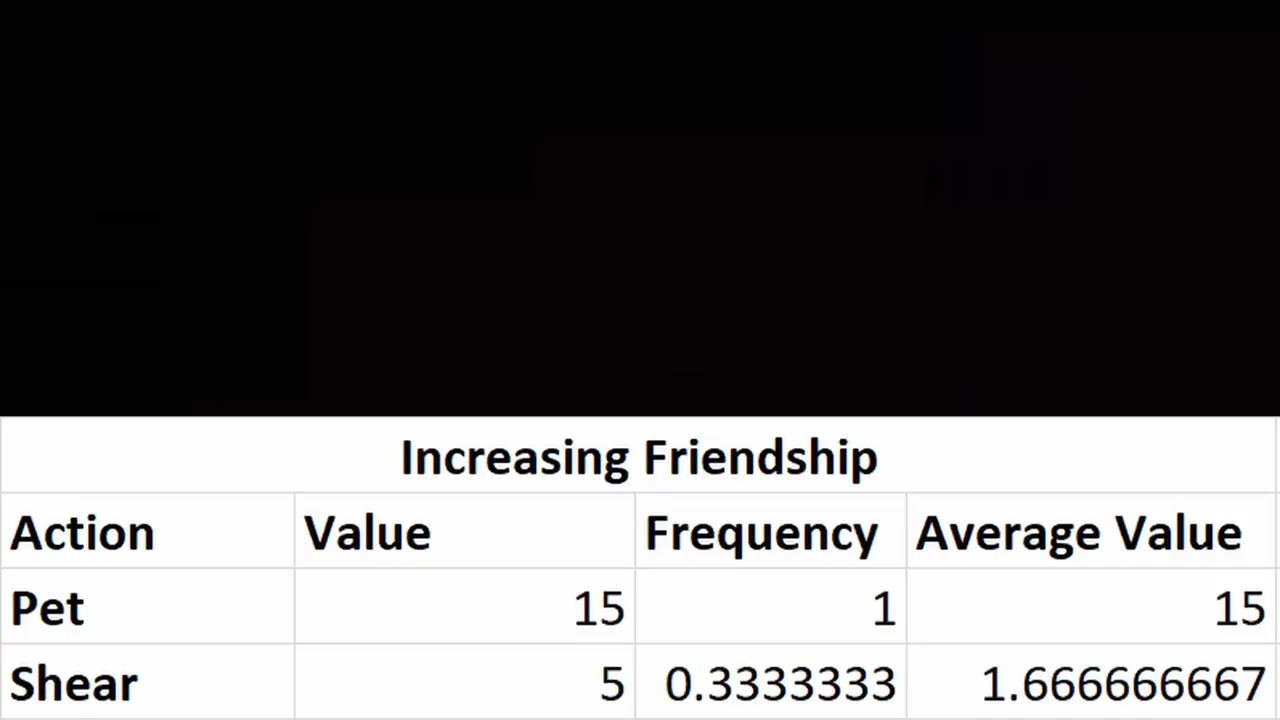 Increasing Friendship
Action Value Frequency Average Value
Pet 15 1 15
Shear 5 0.3333333 1.666666667